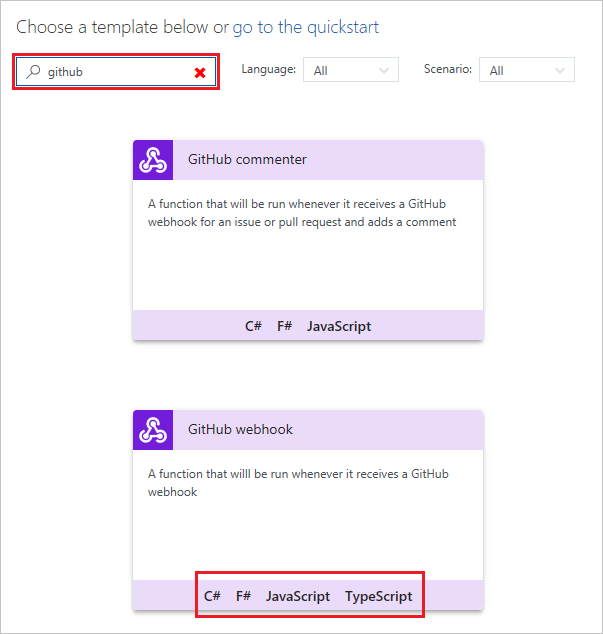 Choose a template below or go to the quickstart
github Language: All Scenario: All
GitHub commenter
A function that will be run whenever it receives a GitHub
webhook for an issue or pull request and adds a comment
C# F# JavaScript
GitHub webhook
A function that willl be run whenever it receives a GitHub
webhook
C# F# JavaScript TypeScript